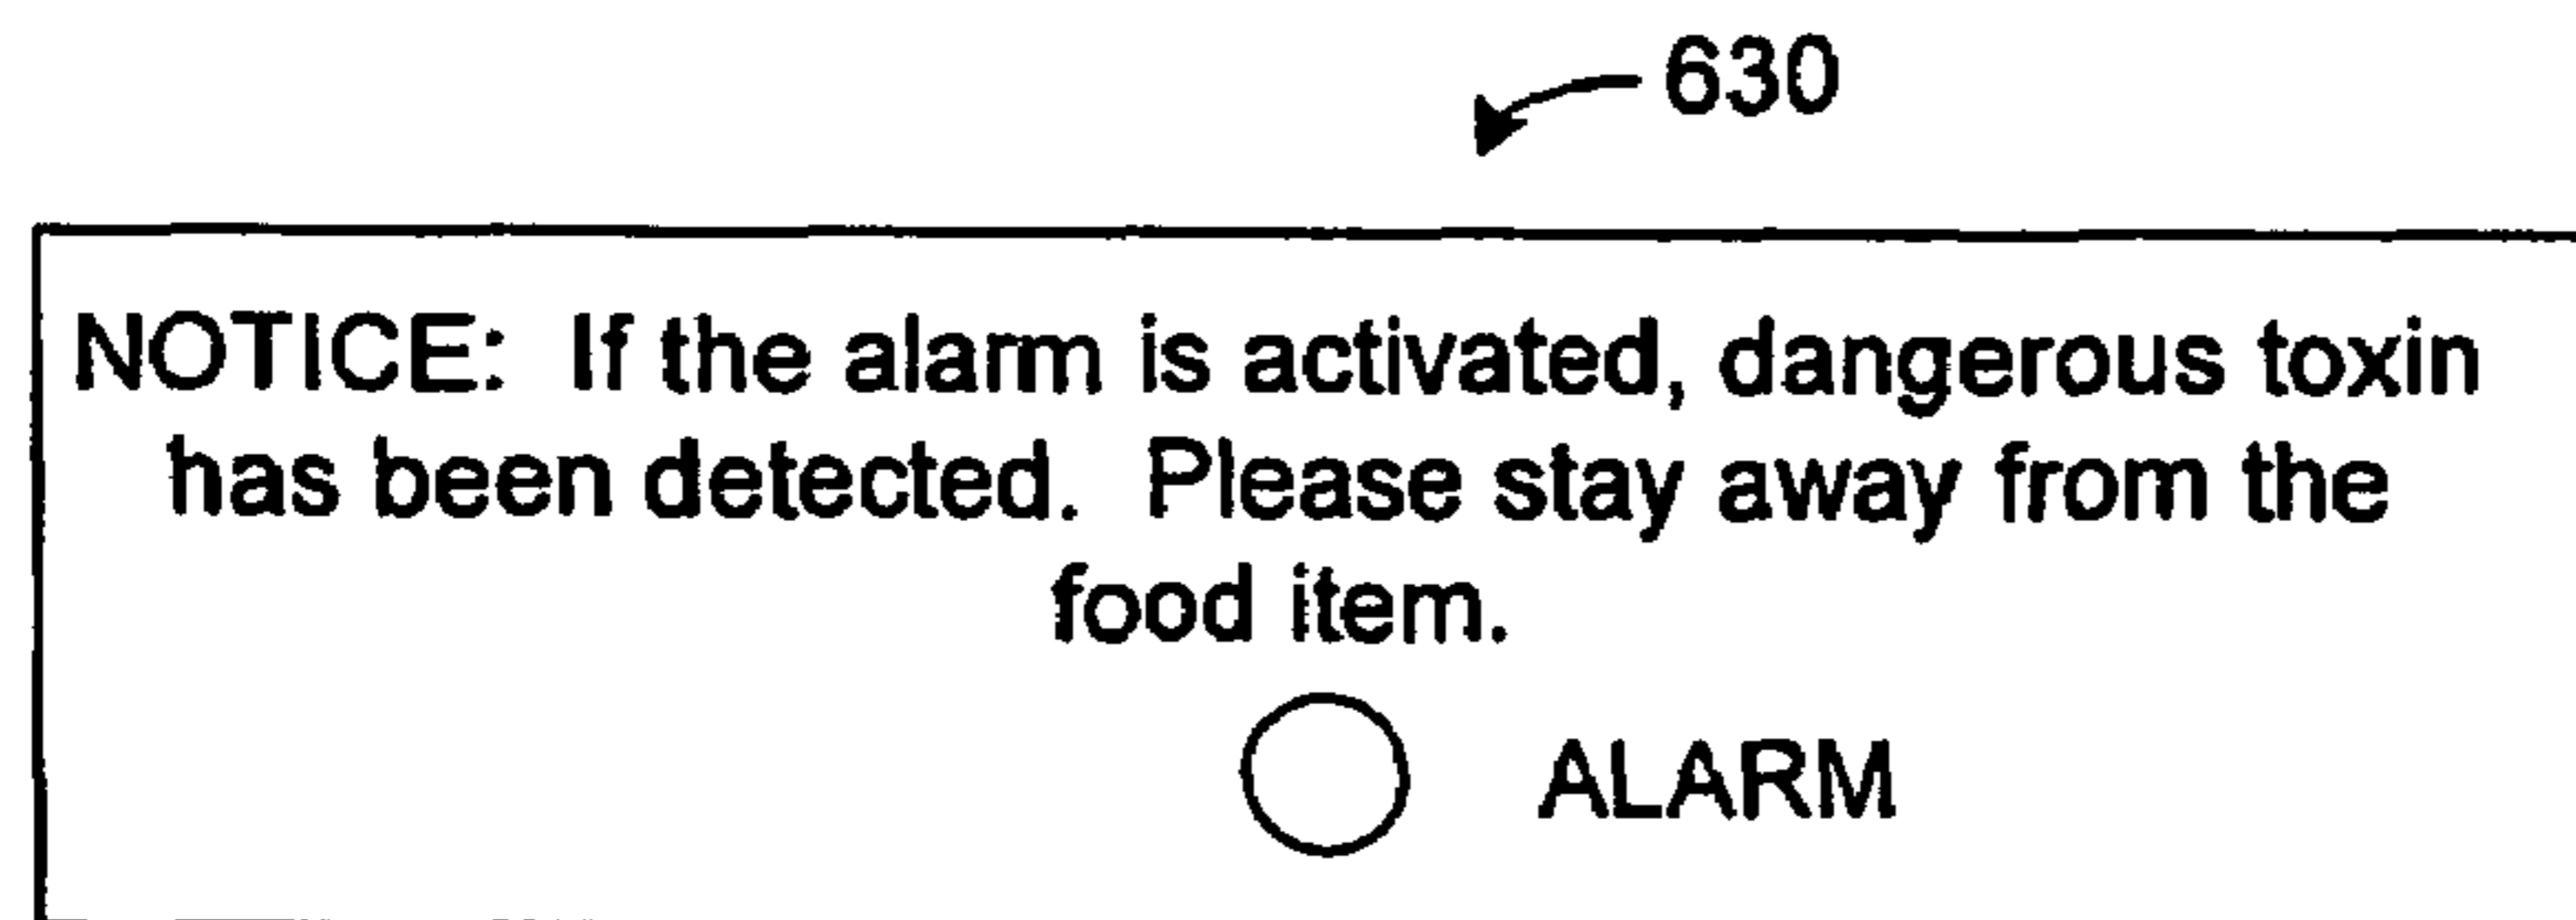 630
NOTICE: If the alarm is activated, dangerous toxin
has been detected. Please stay away from the
food item.
ALARM